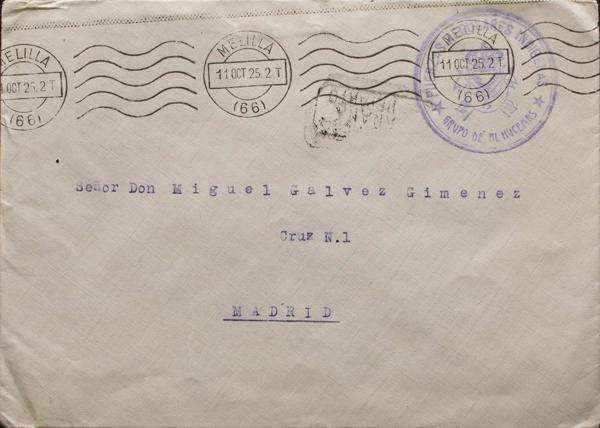 MELILLA
11 OCT 25. 2 T
(66)
MELILLA
11 OCT 25. 2 T
(66)
MELILLA
11 OCT 25. 2 T
(66)
GRUPO DE ALHUCEMAS
Señor Don Miguel Galvez Gimenez
Cruz N.1
MADRID